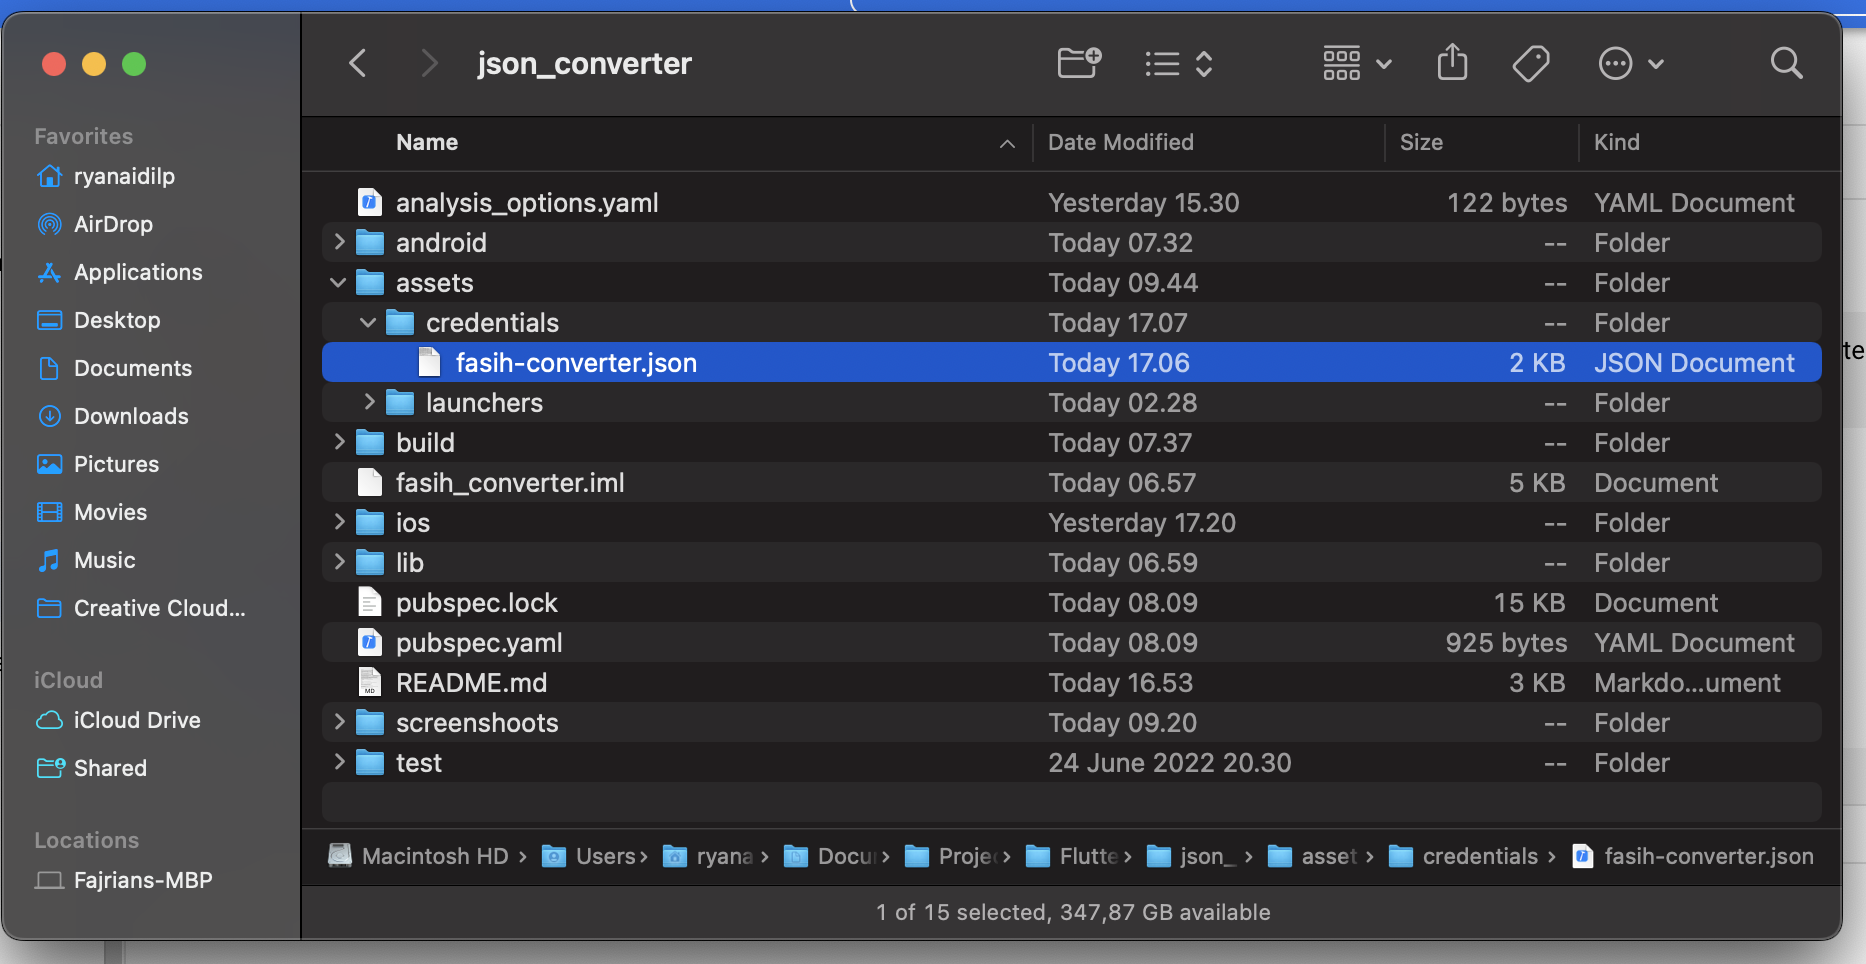 json_converter
Favorites
ryanaidilp
AirDrop
Applications
Desktop
Documents
Downloads
Pictures
Movies
Music
Creative Cloud...
iCloud
iCloud Drive
Shared
Locations
Fajrians-MBP
Name Date Modified Size Kind
analysis_options.yaml Yesterday 15.30 122 bytes YAML Document
android Today 07.32 -- Folder
assets Today 09.44 -- Folder
credentials Today 17.07 -- Folder
fasih-converter.json Today 17.06 2 KB JSON Document
launchers Today 02.28 -- Folder
build Today 07.37 -- Folder
fasih_converter.iml Today 06.57 5 KB Document
ios Yesterday 17.20 -- Folder
lib Today 06.59 -- Folder
pubspec.lock Today 08.09 15 KB Document
pubspec.yaml Today 08.09 925 bytes YAML Document
README.md Today 16.53 3 KB Markdo...ument
screenshoots Today 09.20 -- Folder
test 24 June 2022 20.30 -- Folder
Macintosh HD › Users › ryana › Docu › Proje › Flutte › json_ › asset › credentials › fasih-converter.json
1 of 15 selected, 347,87 GB available
te